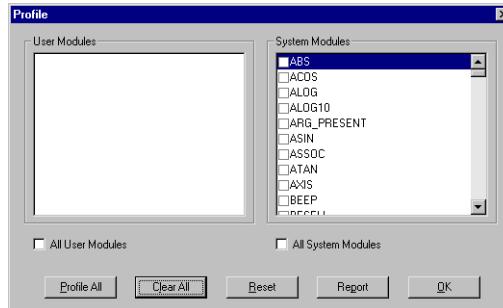 Profile
User Modules
System Modules
ABS
ACOS
ALOG
ALOG10
ARG_PRESENT
ASIN
ASSOC
ATAN
AXIS
BEEP
All User Modules
All System Modules
Profile All
Clear All
Reset
Report
OK